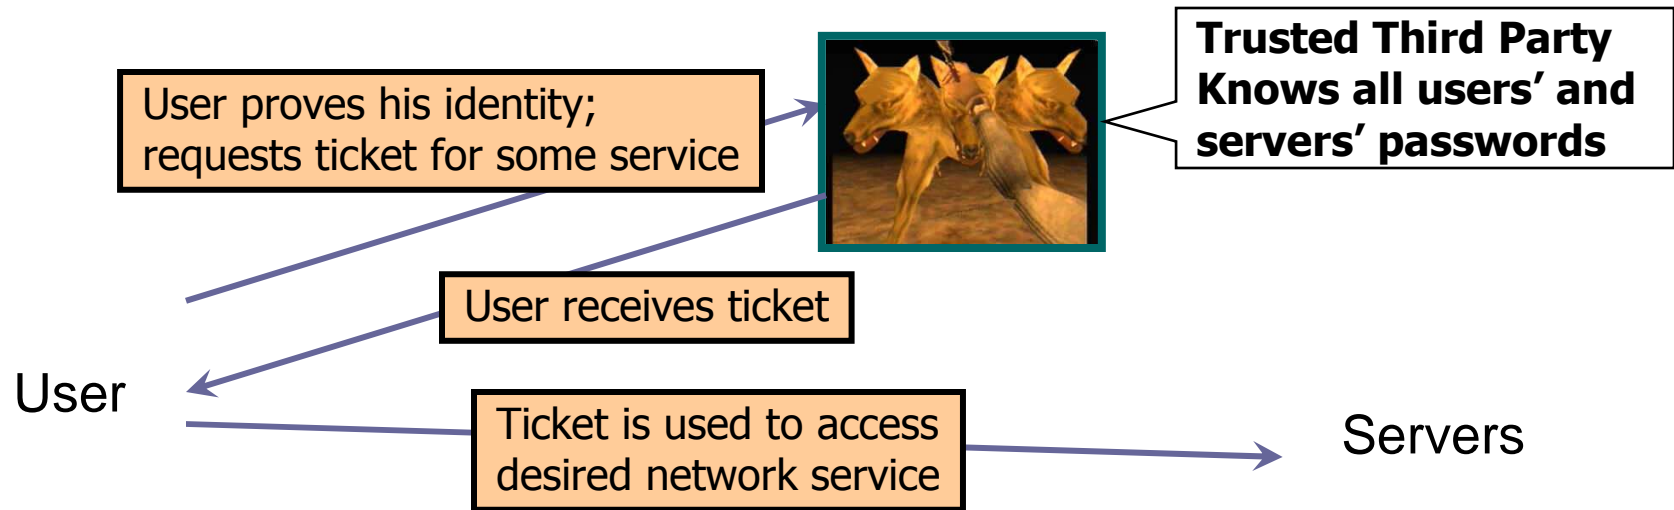 Trusted Third Party
Knows all users’ and
servers’ passwords
User proves his identity;
requests ticket for some service
User receives ticket
User
Ticket is used to access
desired network service
Servers